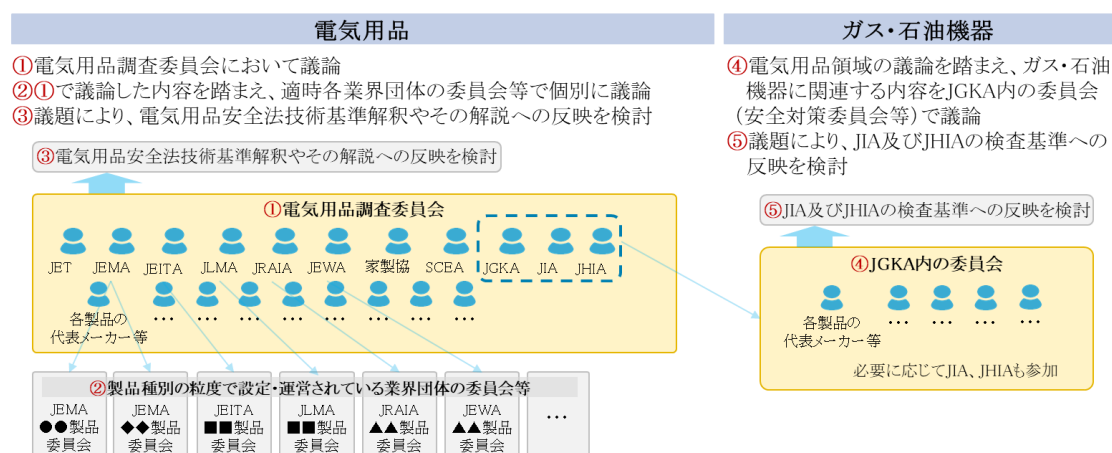 電気用品
①電気用品調査委員会において議論
②①で議論した内容を踏まえ、適時各業界団体の委員会等で個別に議論
③議題により、電気用品安全法技術基準解釈やその解説への反映を検討
③電気用品安全法技術基準解釈やその解説への反映を検討
①電気用品調査委員会
JET JEMA JEITA JLMA JRAIA JEWA 家製協 SCEA JGKA JIA JHIA
各製品の
代表メーカー等
… … … … … … …
②製品種別の粒度で設定・運営されている業界団体の委員会等
JEMA
●●製品
委員会
JEMA
◆◆製品
委員会
JEITA
■■製品
委員会
JLMA
■■製品
委員会
JRAIA
▲▲製品
委員会
JEWA
▲▲製品
委員会
…
ガス・石油機器
④電気用品領域の議論を踏まえ、ガス・石油
機器に関連する内容をJGKA内の委員会
（安全対策委員会等）で議論
⑤議題により、JIA及びJHIAの検査基準への
反映を検討
⑤JIA及びJHIAの検査基準への反映を検討
④JGKA内の委員会
各製品の
代表メーカー等
… … … …
必要に応じてJIA、JHIAも参加